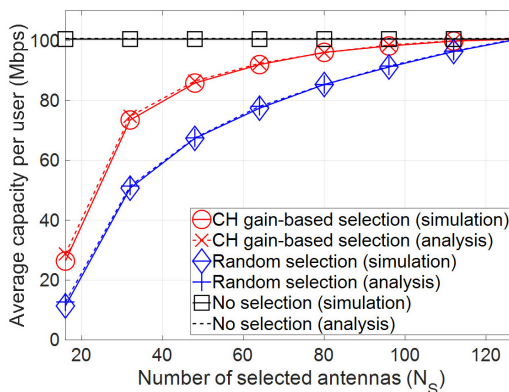 Average capacity per user (Mbps)
100
80
60
40
20
0
CH gain-based selection (simulation)
CH gain-based selection (analysis)
Random selection (simulation)
Random selection (analysis)
No selection (simulation)
No selection (analysis)
20 40 60 80 100 120
Number of selected antennas (N_S)